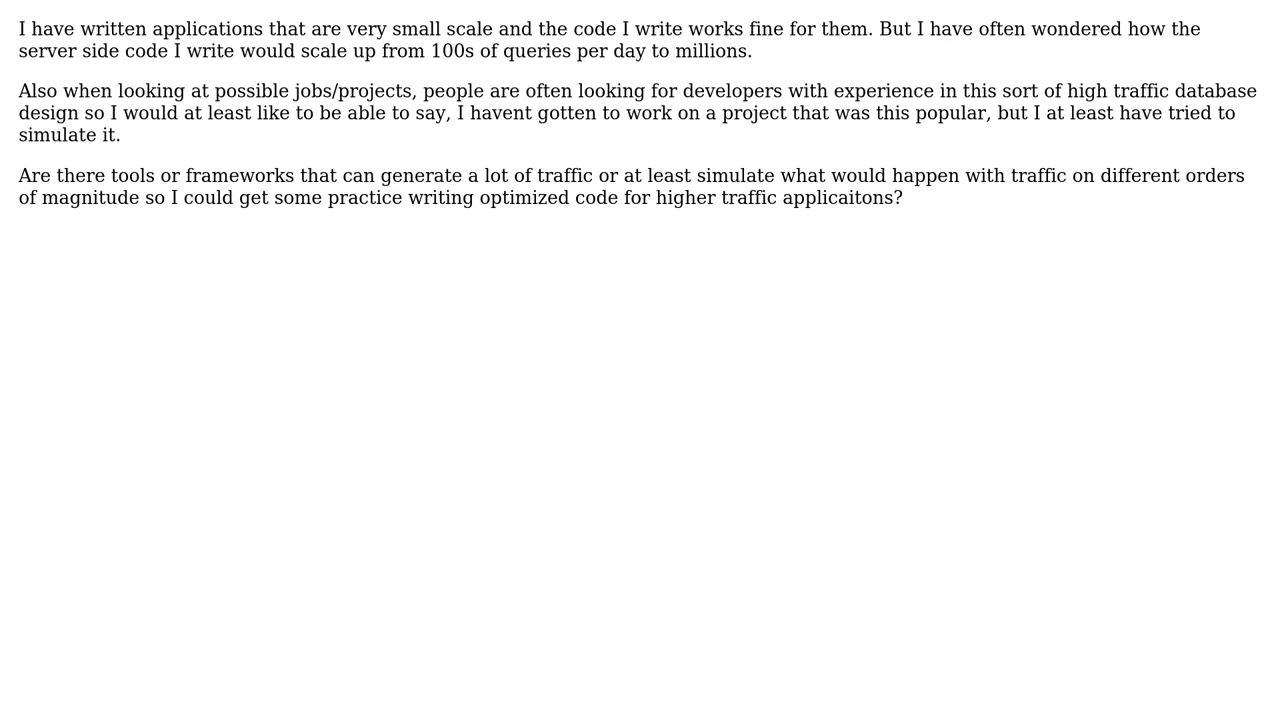 I have written applications that are very small scale and the code I write works fine for them. But I have often wondered how the
server side code I write would scale up from 100s of queries per day to millions.
Also when looking at possible jobs/projects, people are often looking for developers with experience in this sort of high traffic database
design so I would at least like to be able to say, I havent gotten to work on a project that was this popular, but I at least have tried to
simulate it.
Are there tools or frameworks that can generate a lot of traffic or at least simulate what would happen with traffic on different orders
of magnitude so I could get some practice writing optimized code for higher traffic applicaitons?